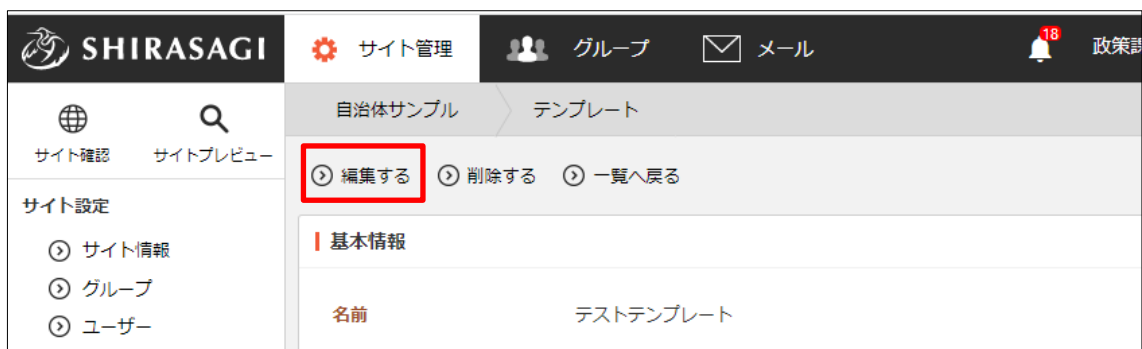 SHIRASAGI サイト管理 グループ メール 18 政策
自治体サンプル テンプレート
サイト確認 サイトプレビュー
編集する 削除する 一覧へ戻る
サイト設定
サイト情報
グループ
ユーザー
基本情報
名前 テストテンプレート